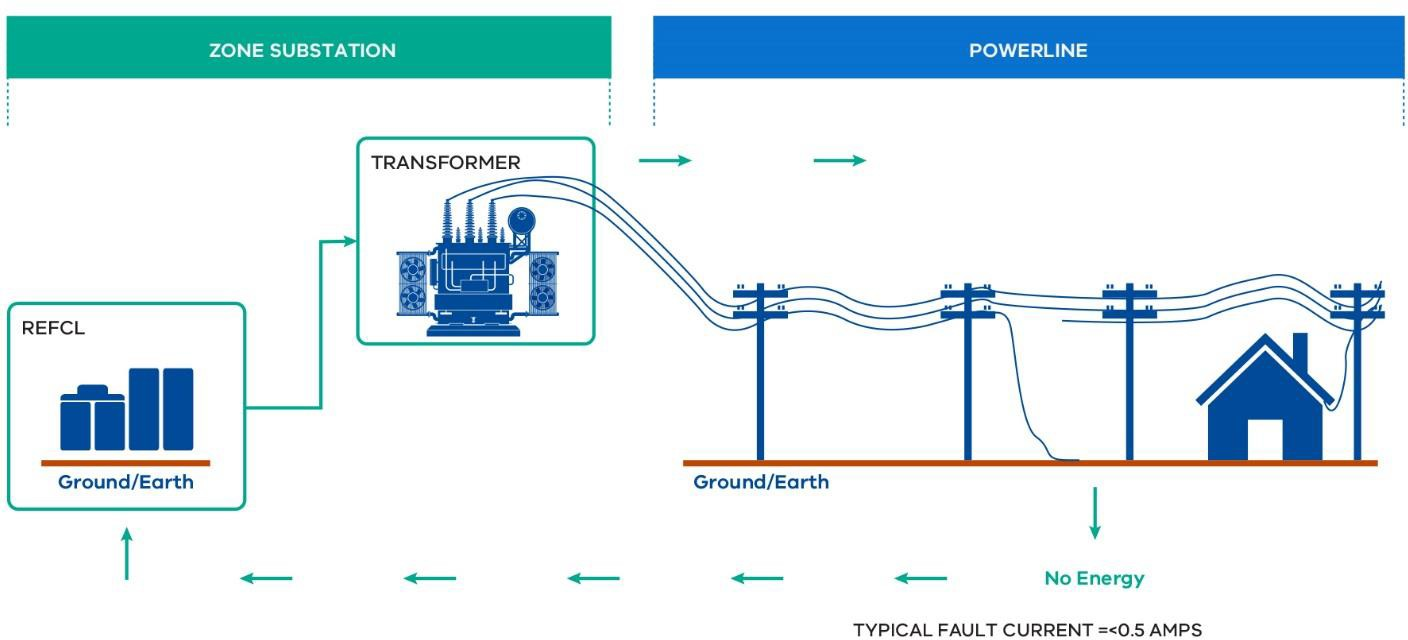 ZONE SUBSTATION
POWERLINE
TRANSFORMER
REFCL
Ground/Earth
Ground/Earth
No Energy
TYPICAL FAULT CURRENT =<0.5 AMPS